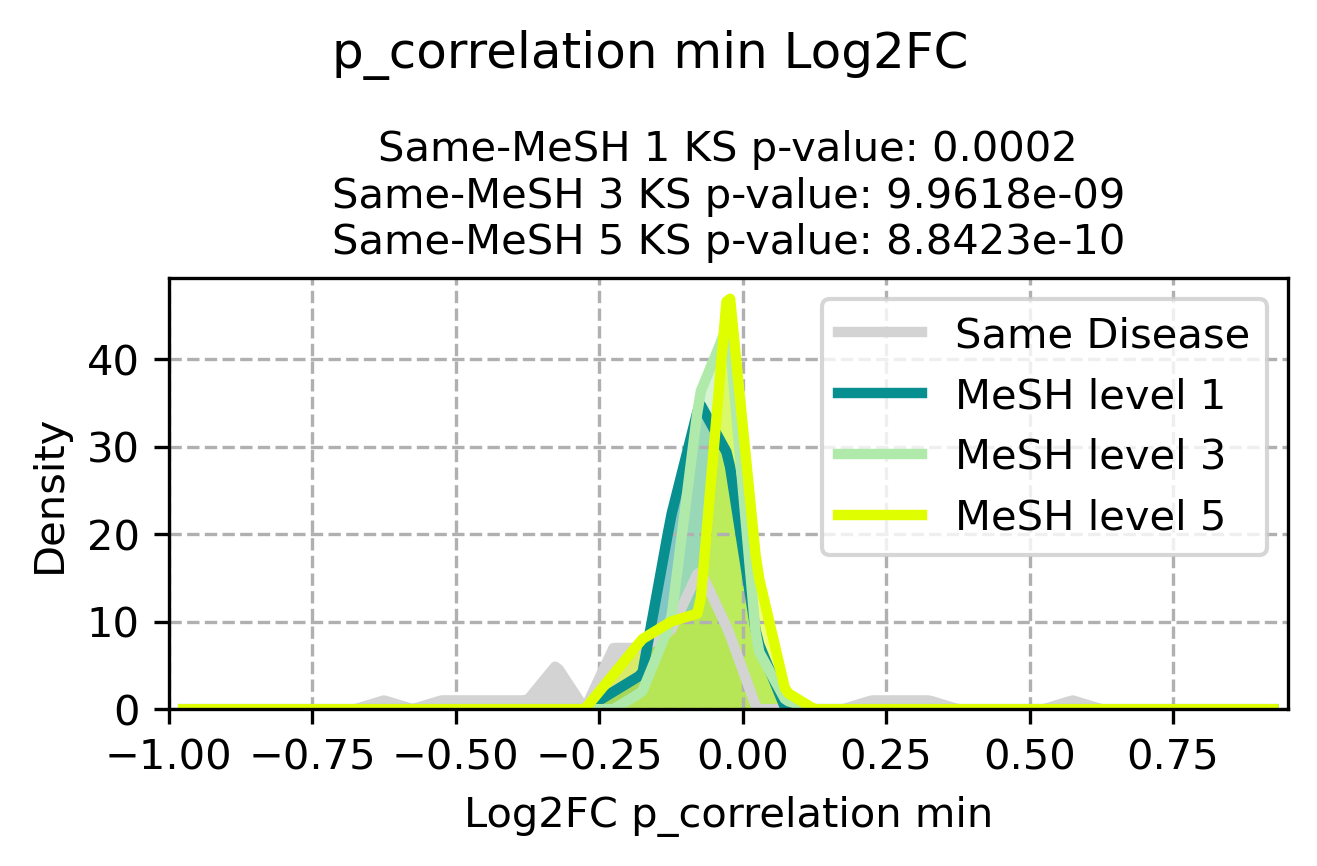 p_correlation min Log2FC
Same-MeSH 1 KS p-value: 0.0002
Same-MeSH 3 KS p-value: 9.9618e-09
Same-MeSH 5 KS p-value: 8.8423e-10
Same Disease
MeSH level 1
MeSH level 3
MeSH level 5
Density
40
30
20
10
0
−1.00 −0.75 −0.50 −0.25 0.00 0.25 0.50 0.75
Log2FC p_correlation min